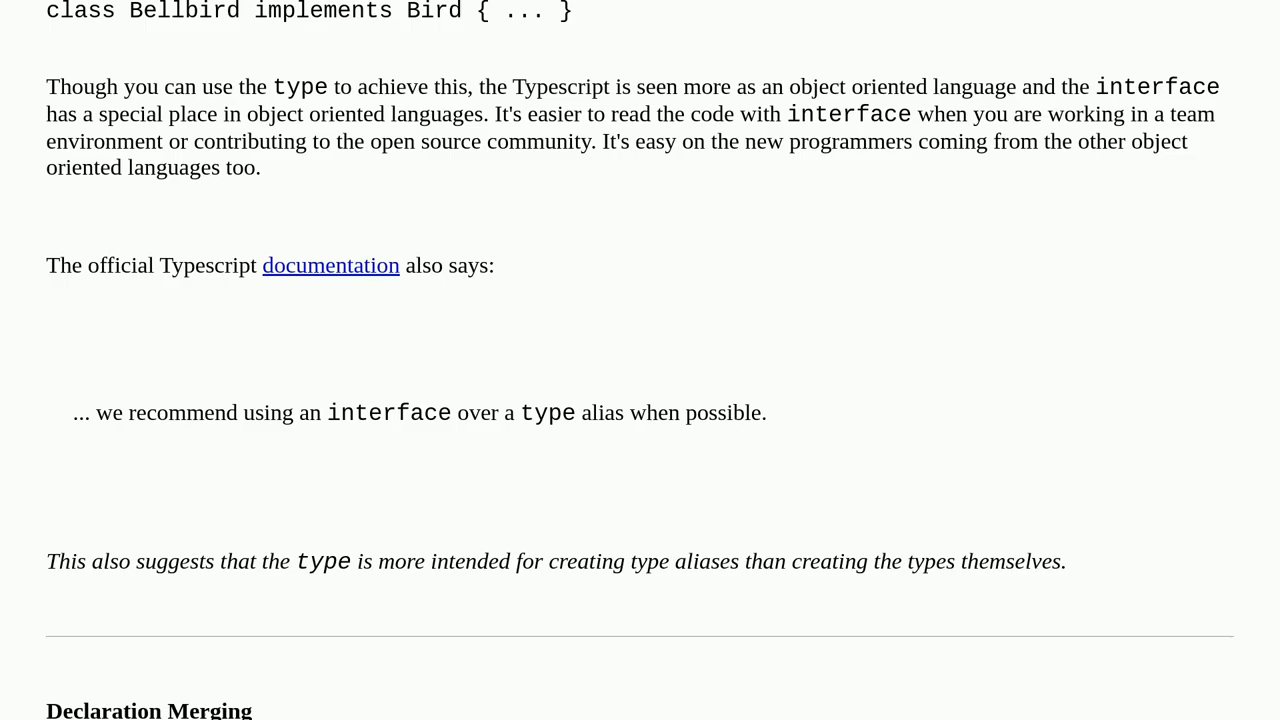 class Bellbird implements Bird { ... }
Though you can use the type to achieve this, the Typescript is seen more as an object oriented language and the interface
has a special place in object oriented languages. It's easier to read the code with interface when you are working in a team
environment or contributing to the open source community. It's easy on the new programmers coming from the other object
oriented languages too.
The official Typescript documentation also says:
... we recommend using an interface over a type alias when possible.
This also suggests that the type is more intended for creating type aliases than creating the types themselves.
Declaration Merging